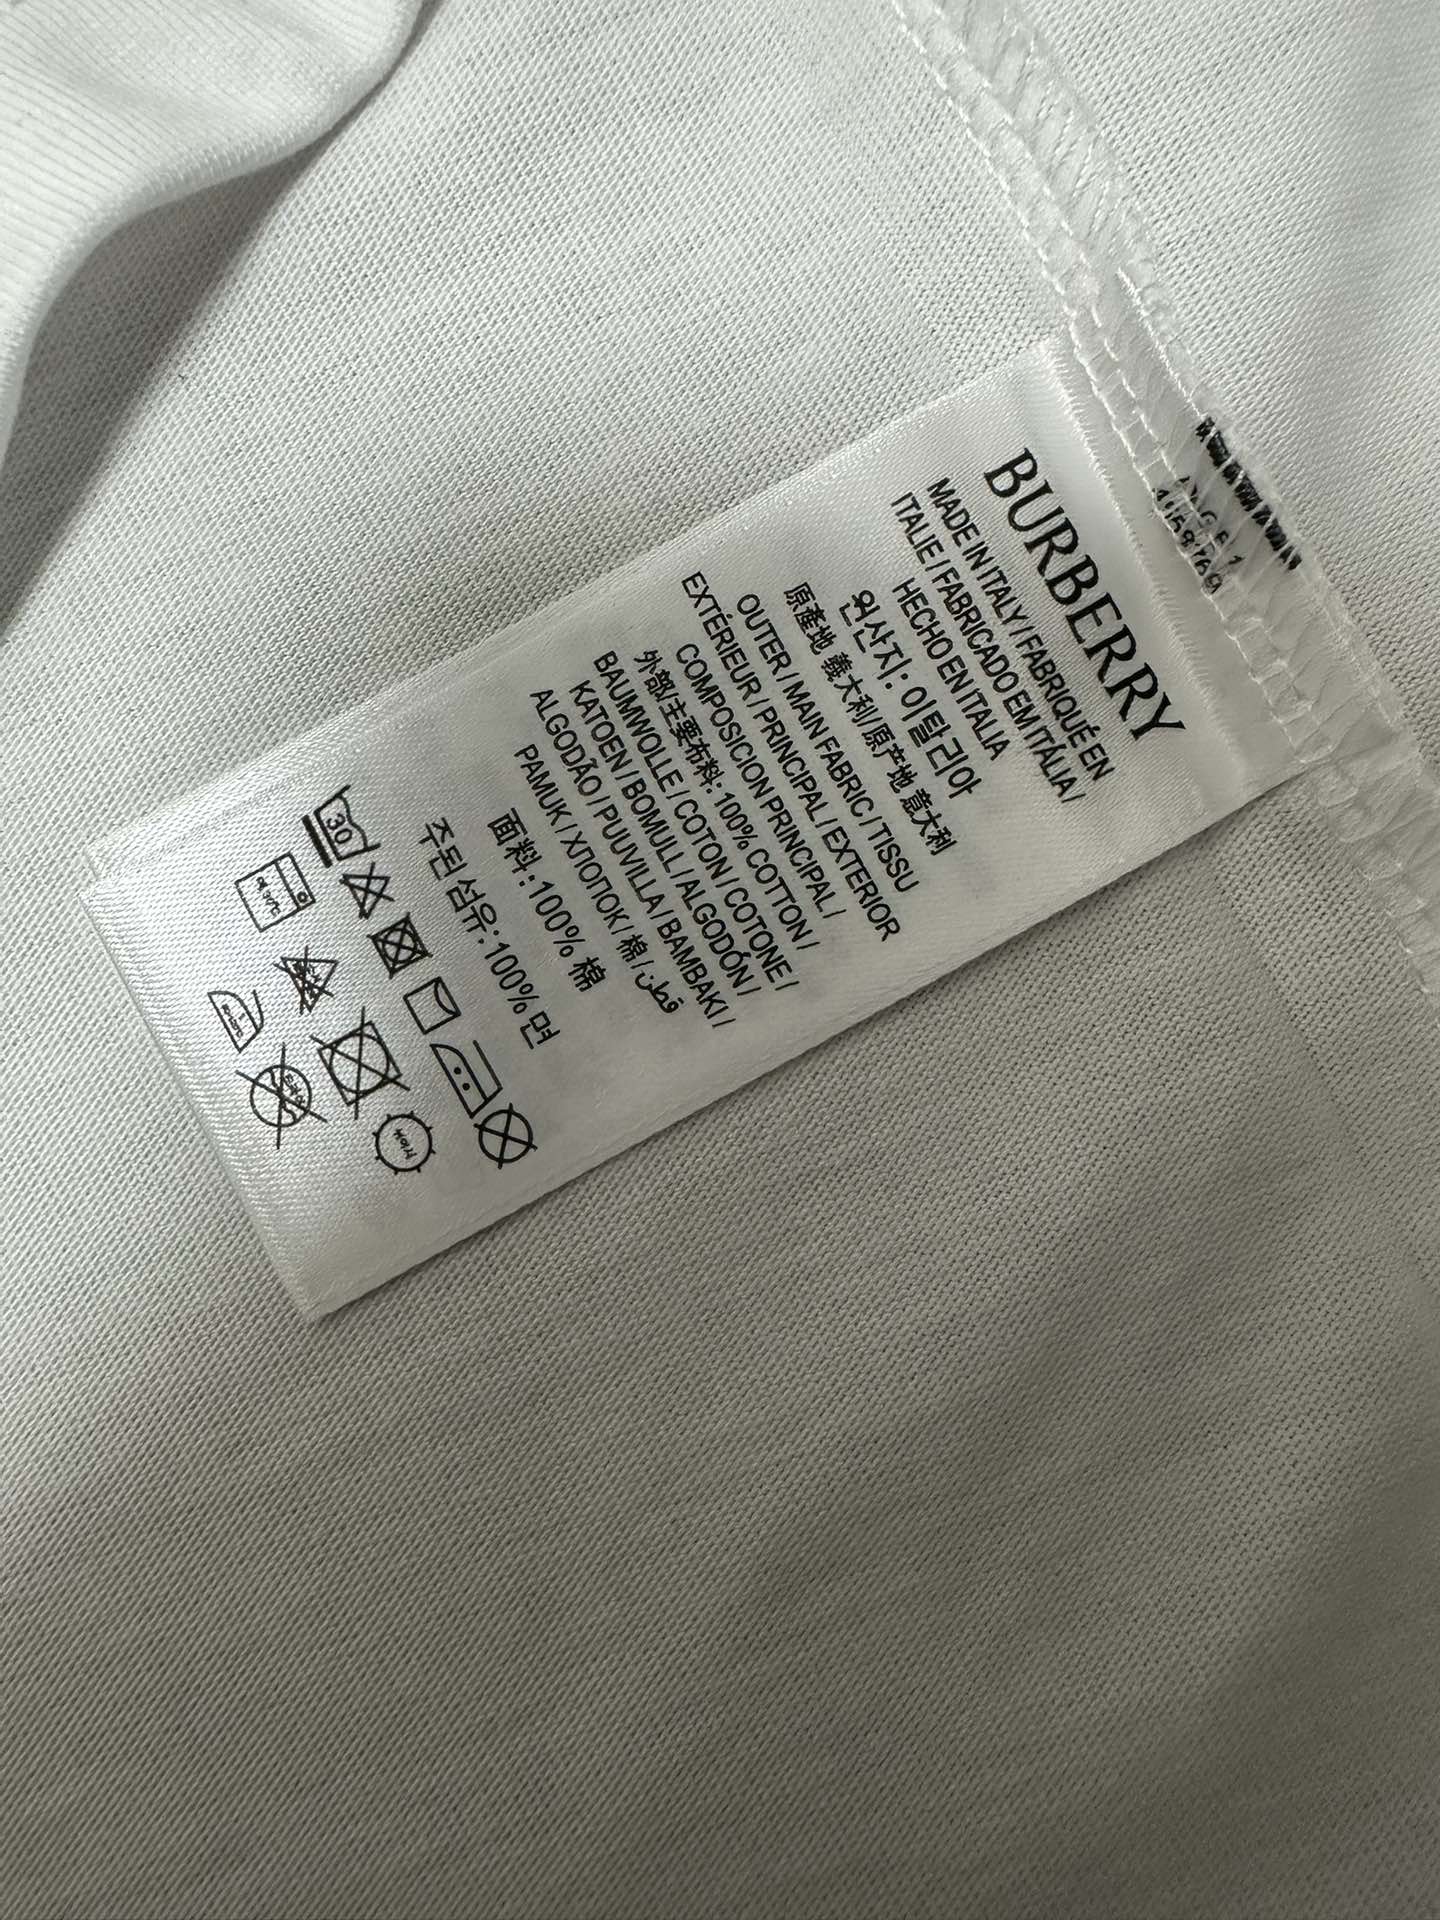 BURBERRY
MADE IN ITALY / FABRIQUÉ EN
ITALIE / FABRICADO EM ITÁLIA /
HECHO EN ITALIA
원산지: 이탈리아
原產地 義大利/原产地 意大利
OUTER / MAIN FABRIC / TISSU
EXTÉRIEUR / PRINCIPAL / EXTERIOR
COMPOSICION PRINCIPAL /
外部/主要布料: 100% COTTON /
BAUMWOLLE / COTON / COTONE /
KATOEN / BOMULL / ALGODÓN /
ALGODÃO / PUUVILLA / BAMBAKI /
PAMUK / ХЛОПОК / 棉 / قطن
面料: 100% 棉
주된 섬유: 100% 면
30